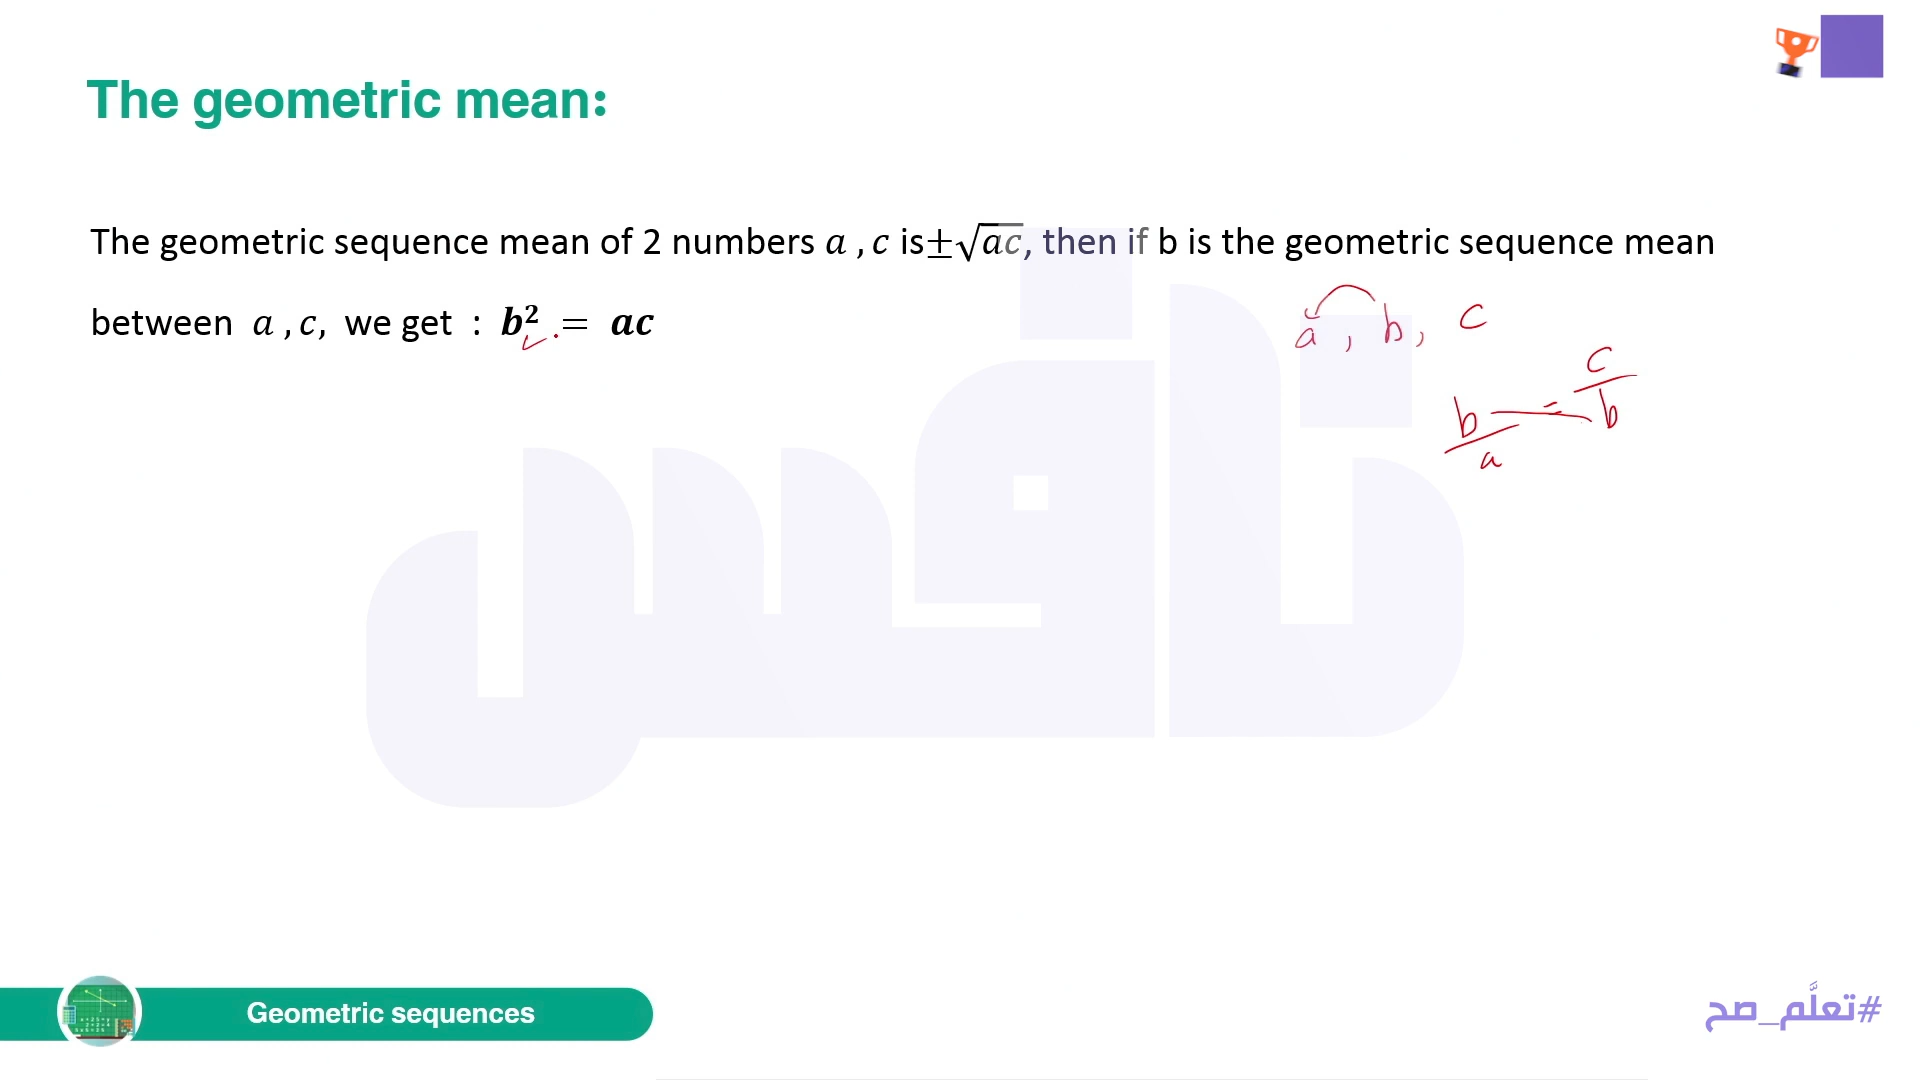 The geometric mean:
The geometric sequence mean of 2 numbers a , c is ±√ac, then if b is the geometric sequence mean
between a , c, we get : b² = ac
a , b , c
b/a = c/b
نافس
Geometric sequences
#تعلَّم_صح